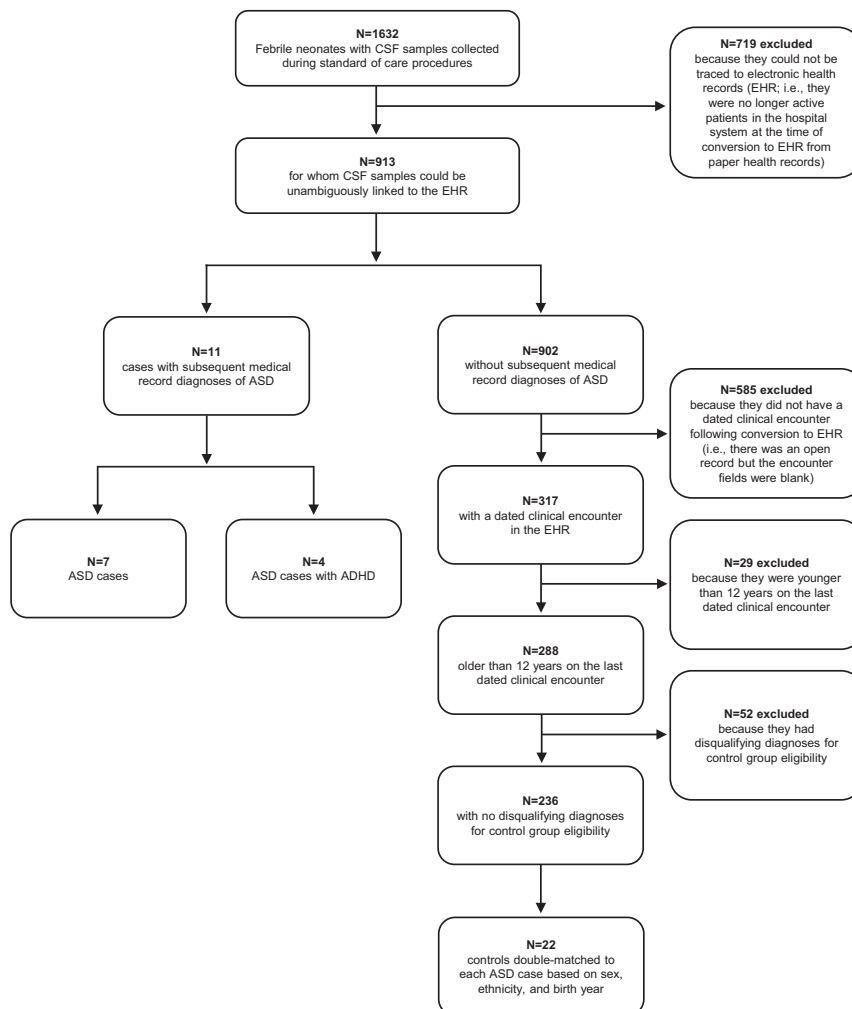 N=1632
Febrile neonates with CSF samples collected
during standard of care procedures
N=719 excluded
because they could not be
traced to electronic health
records (EHR; i.e., they
were no longer active
patients in the hospital
system at the time of
conversion to EHR from
paper health records)
N=913
for whom CSF samples could be
unambiguously linked to the EHR
N=11
cases with subsequent medical
record diagnoses of ASD
N=902
without subsequent medical
record diagnoses of ASD
N=585 excluded
because they did not have a
dated clinical encounter
following conversion to EHR
(i.e., there was an open
record but the encounter
fields were blank)
N=7
ASD cases
N=4
ASD cases with ADHD
N=317
with a dated clinical encounter
in the EHR
N=29 excluded
because they were younger
than 12 years on the last
dated clinical encounter
N=288
older than 12 years on the last
dated clinical encounter
N=52 excluded
because they had
disqualifying diagnoses for
control group eligibility
N=236
with no disqualifying diagnoses
for control group eligibility
N=22
controls double-matched to
each ASD case based on sex,
ethnicity, and birth year